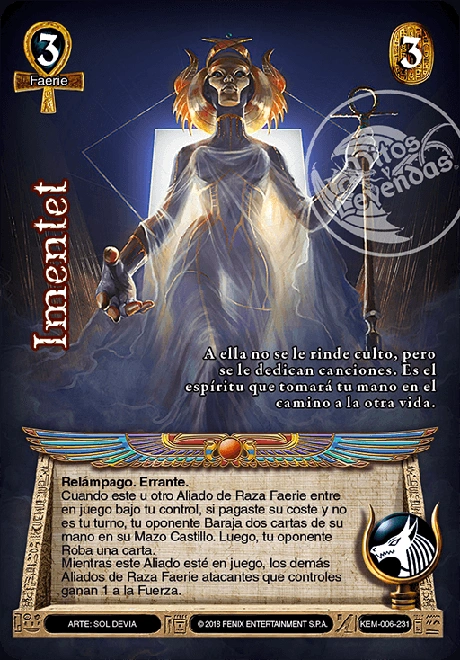 3
Faerie
3
Mitos
y
Leyendas
Imentet
A ella no se le rinde culto, pero
se le dedican canciones. Es el
espíritu que tomará tu mano en el
camino a la otra vida.
Relámpago. Errante.
Cuando este u otro Aliado de Raza Faerie entre
en juego bajo tu control, si pagaste su coste y no
es tu turno, tu oponente Baraja dos cartas de su
mano en su Mazo Castillo. Luego, tu oponente
Roba una carta.
Mientras este Aliado esté en juego, los demás
Aliados de Raza Faerie atacantes que controles
ganan 1 a la Fuerza.
ARTE: SOL DEVIA
© 2018 FENIX ENTERTAINMENT S.P.A.
KEM-006-231